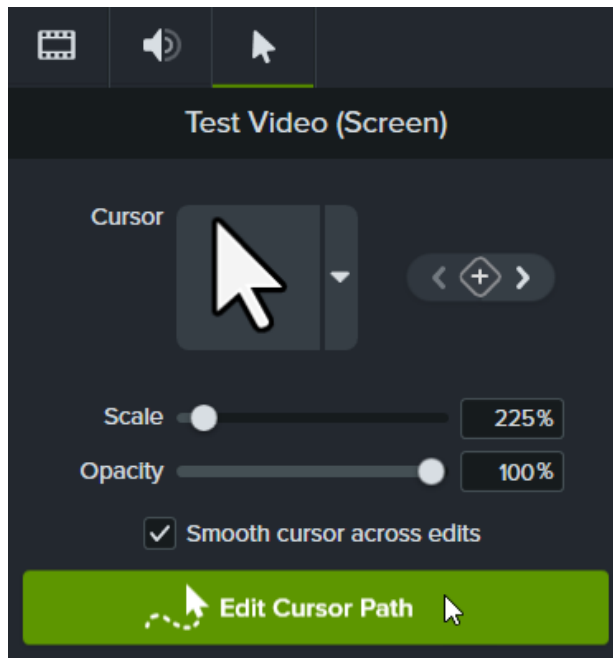 Test Video (Screen)
Cursor
Scale 225%
Opacity 100%
Smooth cursor across edits
Edit Cursor Path